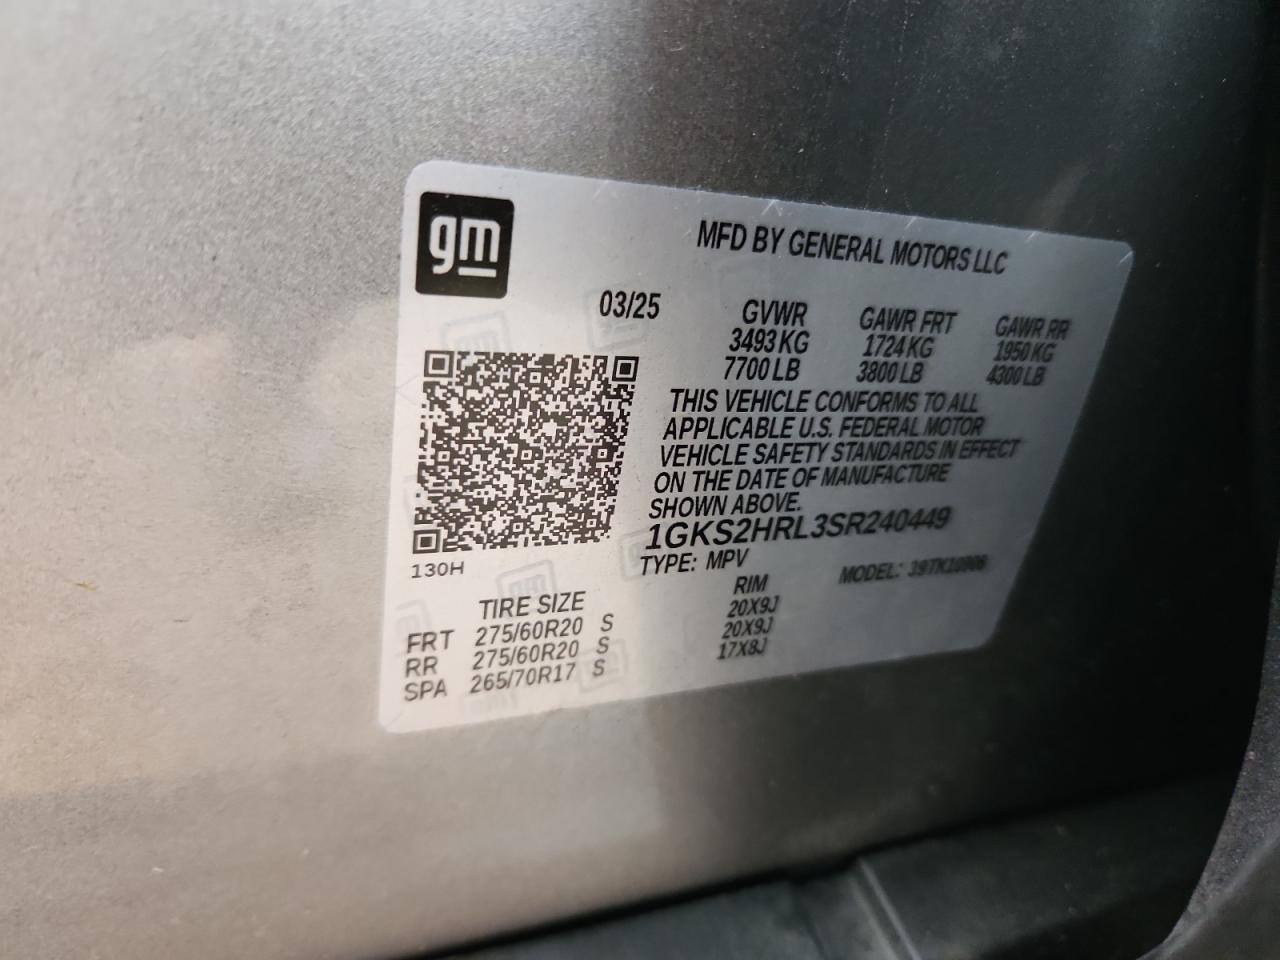 gm
MFD BY GENERAL MOTORS LLC
03/25 GVWR GAWR FRT GAWR RR
3493 KG 1724 KG 1950 KG
7700 LB 3800 LB 4300 LB
THIS VEHICLE CONFORMS TO ALL
APPLICABLE U.S. FEDERAL MOTOR
VEHICLE SAFETY STANDARDS IN EFFECT
ON THE DATE OF MANUFACTURE
SHOWN ABOVE.
1GKS2HRL3SR240449
130H
TYPE: MPV MODEL:
TIRE SIZE RIM
FRT 275/60R20 S 20X9J
RR 275/60R20 S 20X9J
SPA 265/70R17 S 17X8J